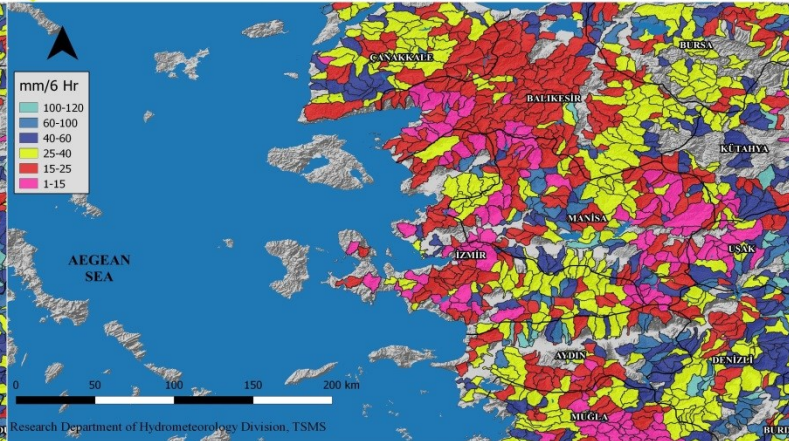 ÇANAKKALE
BURSA
mm/6 Hr
100-120
60-100
40-60
25-40
15-25
1-15
BALIKESİR
KÜTAHYA
MANİSA
AEGEAN
SEA
İZMİR
UŞAK
AYDIN
DENİZLİ
0 50 100 150 200 km
MUĞLA
Research Department of Hydrometeorology Division, TSMS